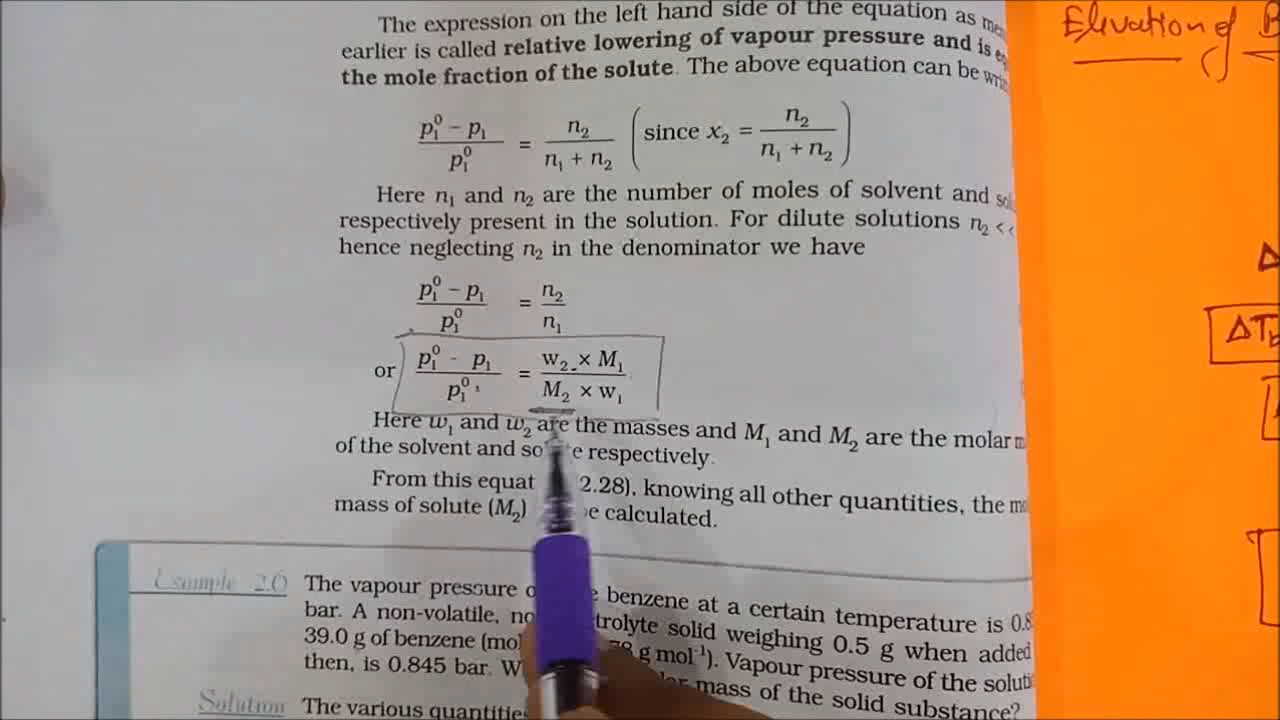 The expression on the left hand side of the equation as
earlier is called relative lowering of vapour pressure and is
the mole fraction of the solute. The above equation can be
(p₁⁰ – p₁)/p₁⁰ = n₂/(n₁ + n₂) (since x₂ = n₂/(n₁ + n₂))
Here n₁ and n₂ are the number of moles of solvent and
respectively present in the solution. For dilute solutions n₂ <<
hence neglecting n₂ in the denominator we have
(p₁⁰ – p₁)/p₁⁰ = n₂/n₁
or (p₁⁰ - p₁)/p₁⁰ = (w₂ × M₁)/(M₂ × w₁)
Here w₁ and w₂ are the masses and M₁ and M₂ are the molar
of the solvent and respectively.
From this 2.28), knowing all other quantities, the
mass of solute (M₂) calculated.
Example 2.6
The vapour pressure benzene at a certain temperature is
bar. A non-volatile, solid weighing 0.5 g when added
39.0 g of benzene g mol⁻¹). Vapour pressure of the
then, is 0.845 bar. mass of the solid substance?
Solution
The various
Elevation of B
Δ
ΔT_b